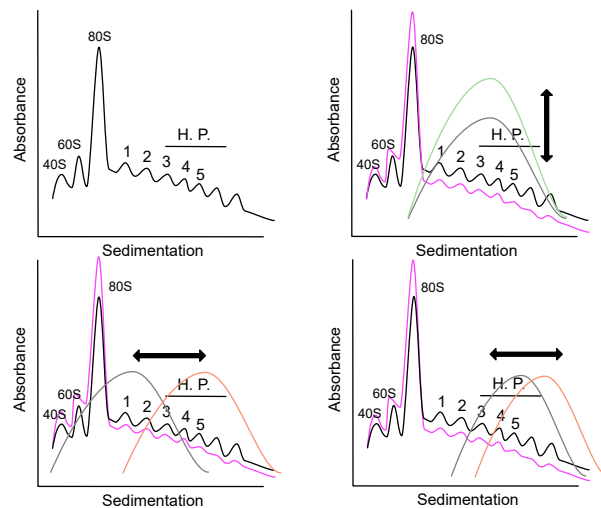 80S
60S
40S
H. P.
1 2 3 4 5
Absorbance
Sedimentation
80S
60S
40S
H. P.
1 2 3 4 5
Absorbance
Sedimentation
80S
60S
40S
H. P.
1 2 3 4 5
Absorbance
Sedimentation
80S
60S
40S
H. P.
1 2 3 4 5
Absorbance
Sedimentation